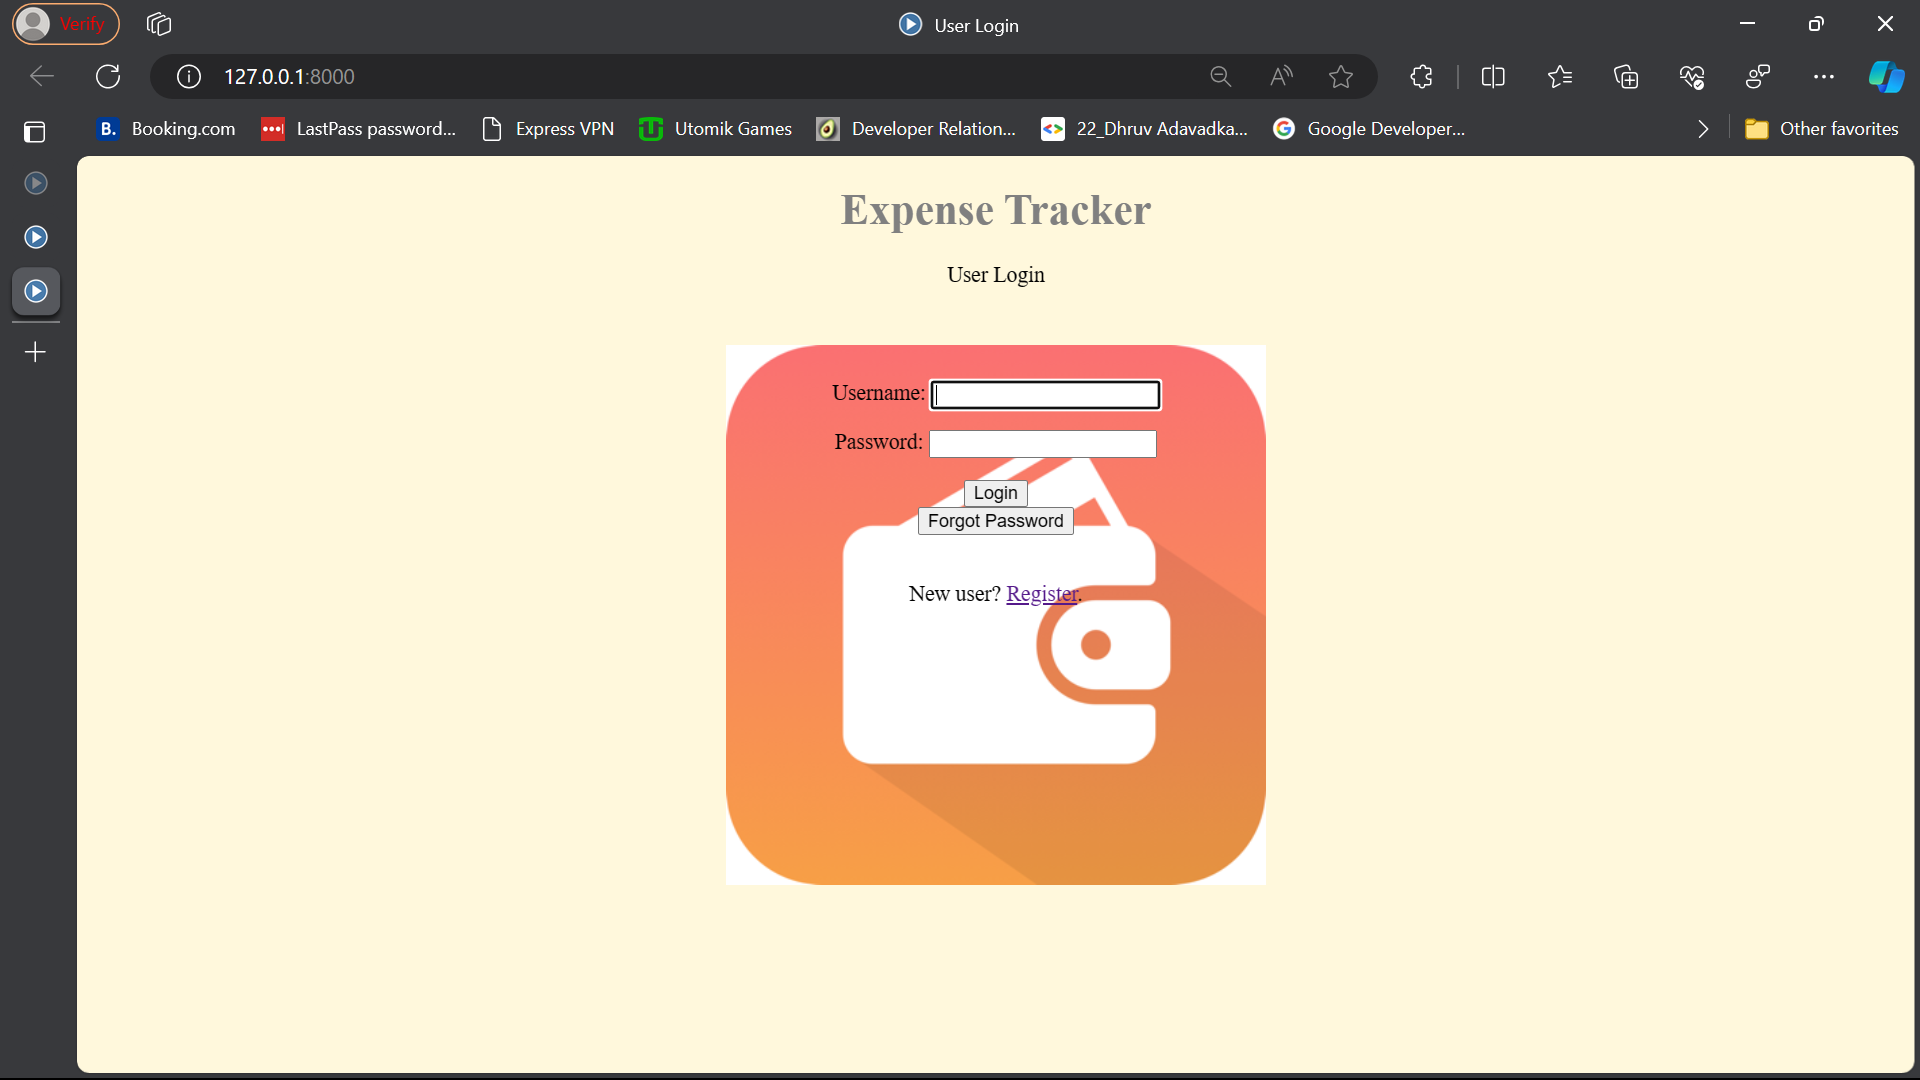 Verify
User Login
127.0.0.1:8000
B. Booking.com
LastPass password...
Express VPN
Utomik Games
Developer Relation...
22_Dhruv Adavadka...
Google Developer...
Other favorites
Expense Tracker
User Login
Username:
Password:
Login
Forgot Password
New user? Register.